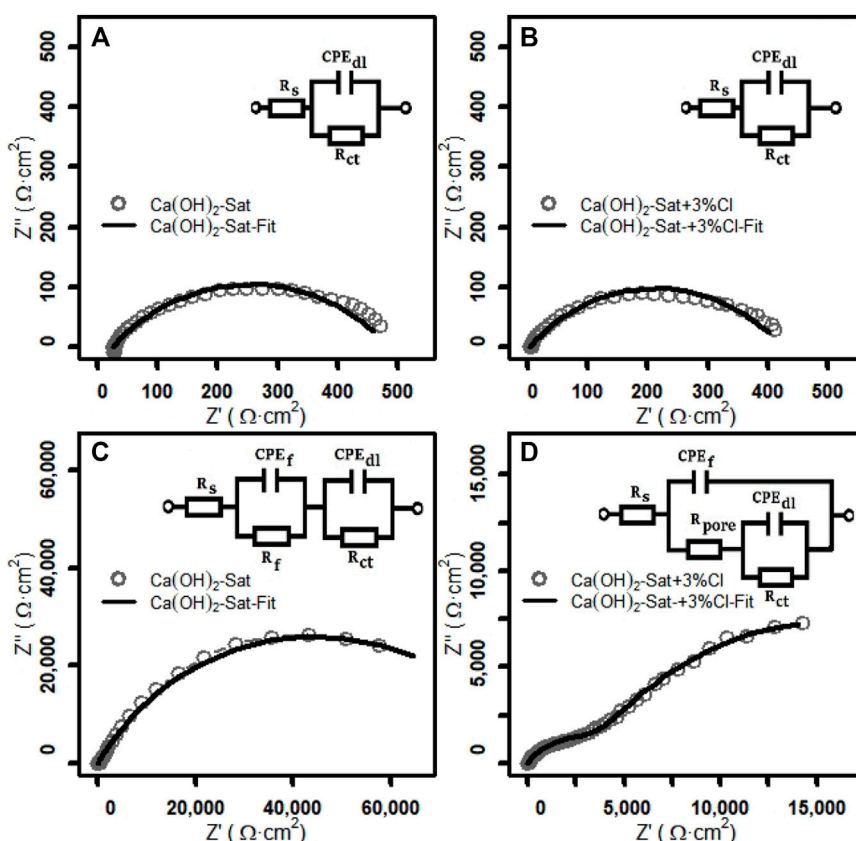 A
CPEdl
Rs
Rct
Ca(OH)2-Sat
Ca(OH)2-Sat-Fit
Z'' ( Ω·cm2)
0 100 200 300 400 500
0 100 200 300 400 500
Z' ( Ω·cm2)
B
CPEdl
Rs
Rct
Ca(OH)2-Sat+3%Cl
Ca(OH)2-Sat-+3%Cl-Fit
Z'' ( Ω·cm2)
0 100 200 300 400 500
0 100 200 300 400 500
Z' ( Ω·cm2)
C
CPEf CPEdl
Rs
Rf Rct
Ca(OH)2-Sat
Ca(OH)2-Sat-Fit
Z'' ( Ω·cm2)
0 20,000 40,000 60,000
0 20,000 40,000 60,000
Z' ( Ω·cm2)
D
CPEf
Rs
CPEdl
Rpore
Rct
Ca(OH)2-Sat+3%Cl
Ca(OH)2-Sat-+3%Cl-Fit
Z'' ( Ω·cm2)
0 5,000 10,000 15,000
0 5,000 10,000 15,000
Z' ( Ω·cm2)